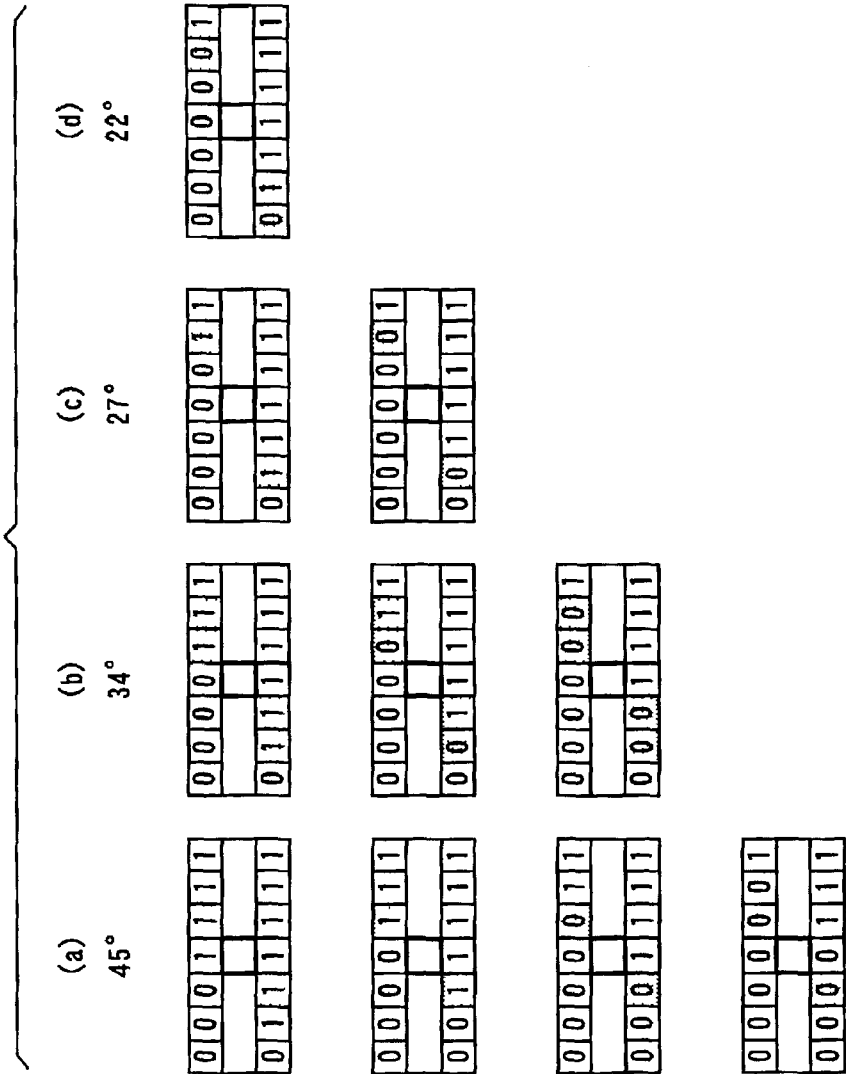 (a) (b) (c) (d)
45° 34° 27° 22°
0 0 0 1 1 1 1 0 0 0 0 1 1 1 0 0 0 0 0 1 1 0 0 0 0 0 0 1
0 1 1 1 1 1 1 0 1 1 1 1 1 1 0 1 1 1 1 1 1 0 1 1 1 1 1 1
0 0 0 0 1 1 1 0 0 0 0 0 1 1 0 0 0 0 0 0 1
0 0 1 1 1 1 1 0 0 1 1 1 1 1 0 0 1 1 1 1 1
0 0 0 0 0 1 1 0 0 0 0 0 0 1
0 0 0 1 1 1 1 0 0 0 1 1 1 1
0 0 0 0 0 0 1
0 0 0 0 1 1 1